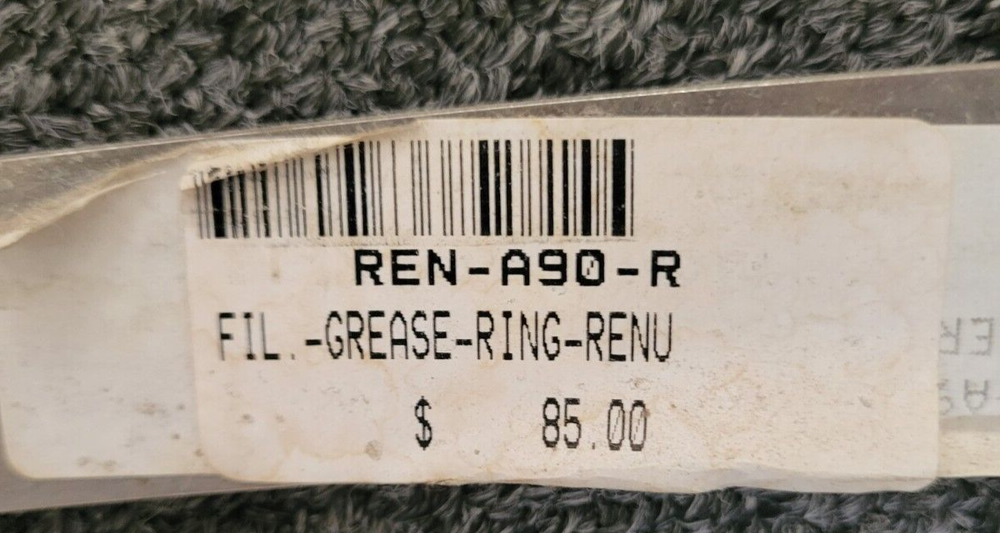 REN-A90-R
FIL.-GREASE-RING-RENU
$ 85.00